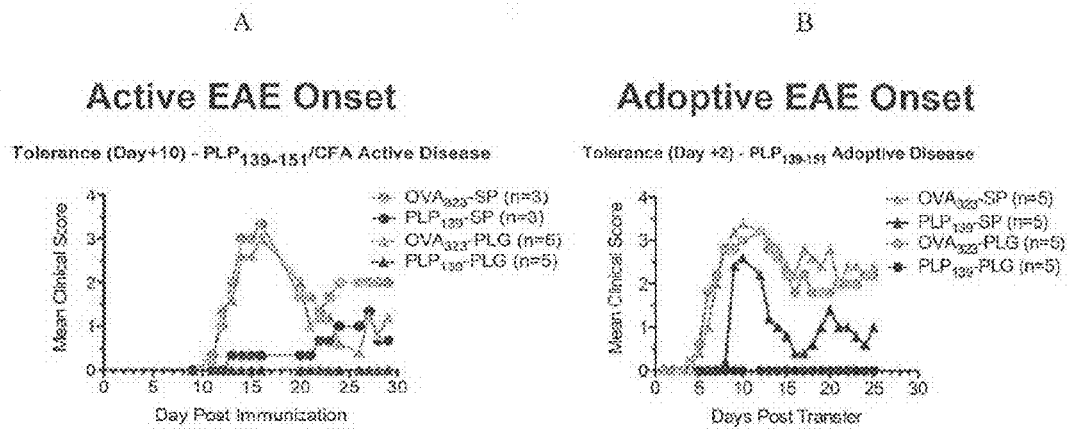 A
B
Active EAE Onset
Adoptive EAE Onset
Tolerance (Day+10) - PLP139-151/CFA Active Disease
Tolerance (Day +2) - PLP139-151 Adoptive Disease
Mean Clinical Score
4
3
2
1
0
0 5 10 15 20 25 30
Day Post Immunization
OVA323-SP (n=3)
PLP139-SP (n=3)
OVA323-PLG (n=5)
PLP139-PLG (n=5)
Mean Clinical Score
4
3
2
1
0
0 5 10 15 20 25 30
Days Post Transfer
OVA323-SP (n=5)
PLP139-SP (n=5)
OVA323-PLG (n=5)
PLP139-PLG (n=5)